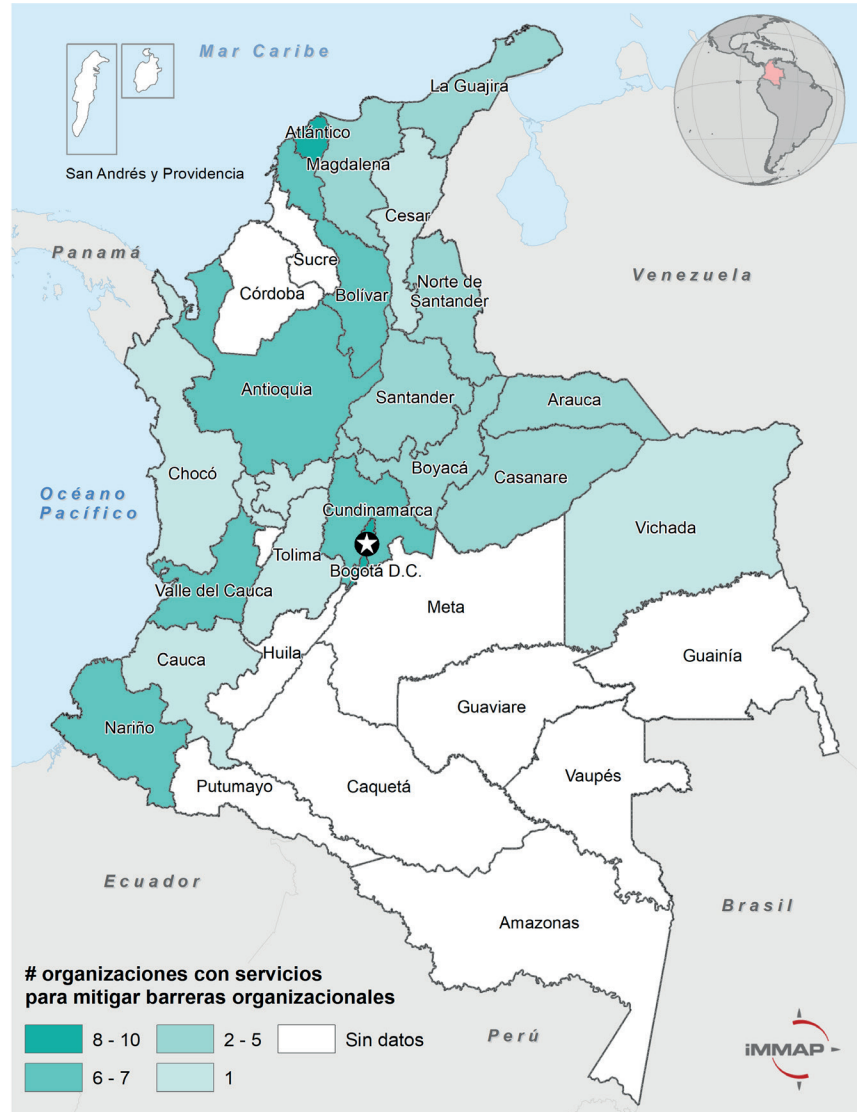 Mar Caribe
La Guajira
Atlántico
Magdalena
San Andrés y Providencia
Cesar
Panamá
Sucre
Venezuela
Córdoba
Bolívar
Norte de
Santander
Antioquia
Santander
Arauca
Chocó
Boyacá
Casanare
Océano
Pacífico
Cundinamarca
Vichada
Tolima
Bogotá D.C.
Valle del Cauca
Meta
Cauca
Huila
Guainía
Guaviare
Nariño
Vaupés
Putumayo
Caquetá
Ecuador
Brasil
Amazonas
# organizaciones con servicios
para mitigar barreras organizacionales
8 - 10
2 - 5
Sin datos
6 - 7
1
Perú
iMMAP